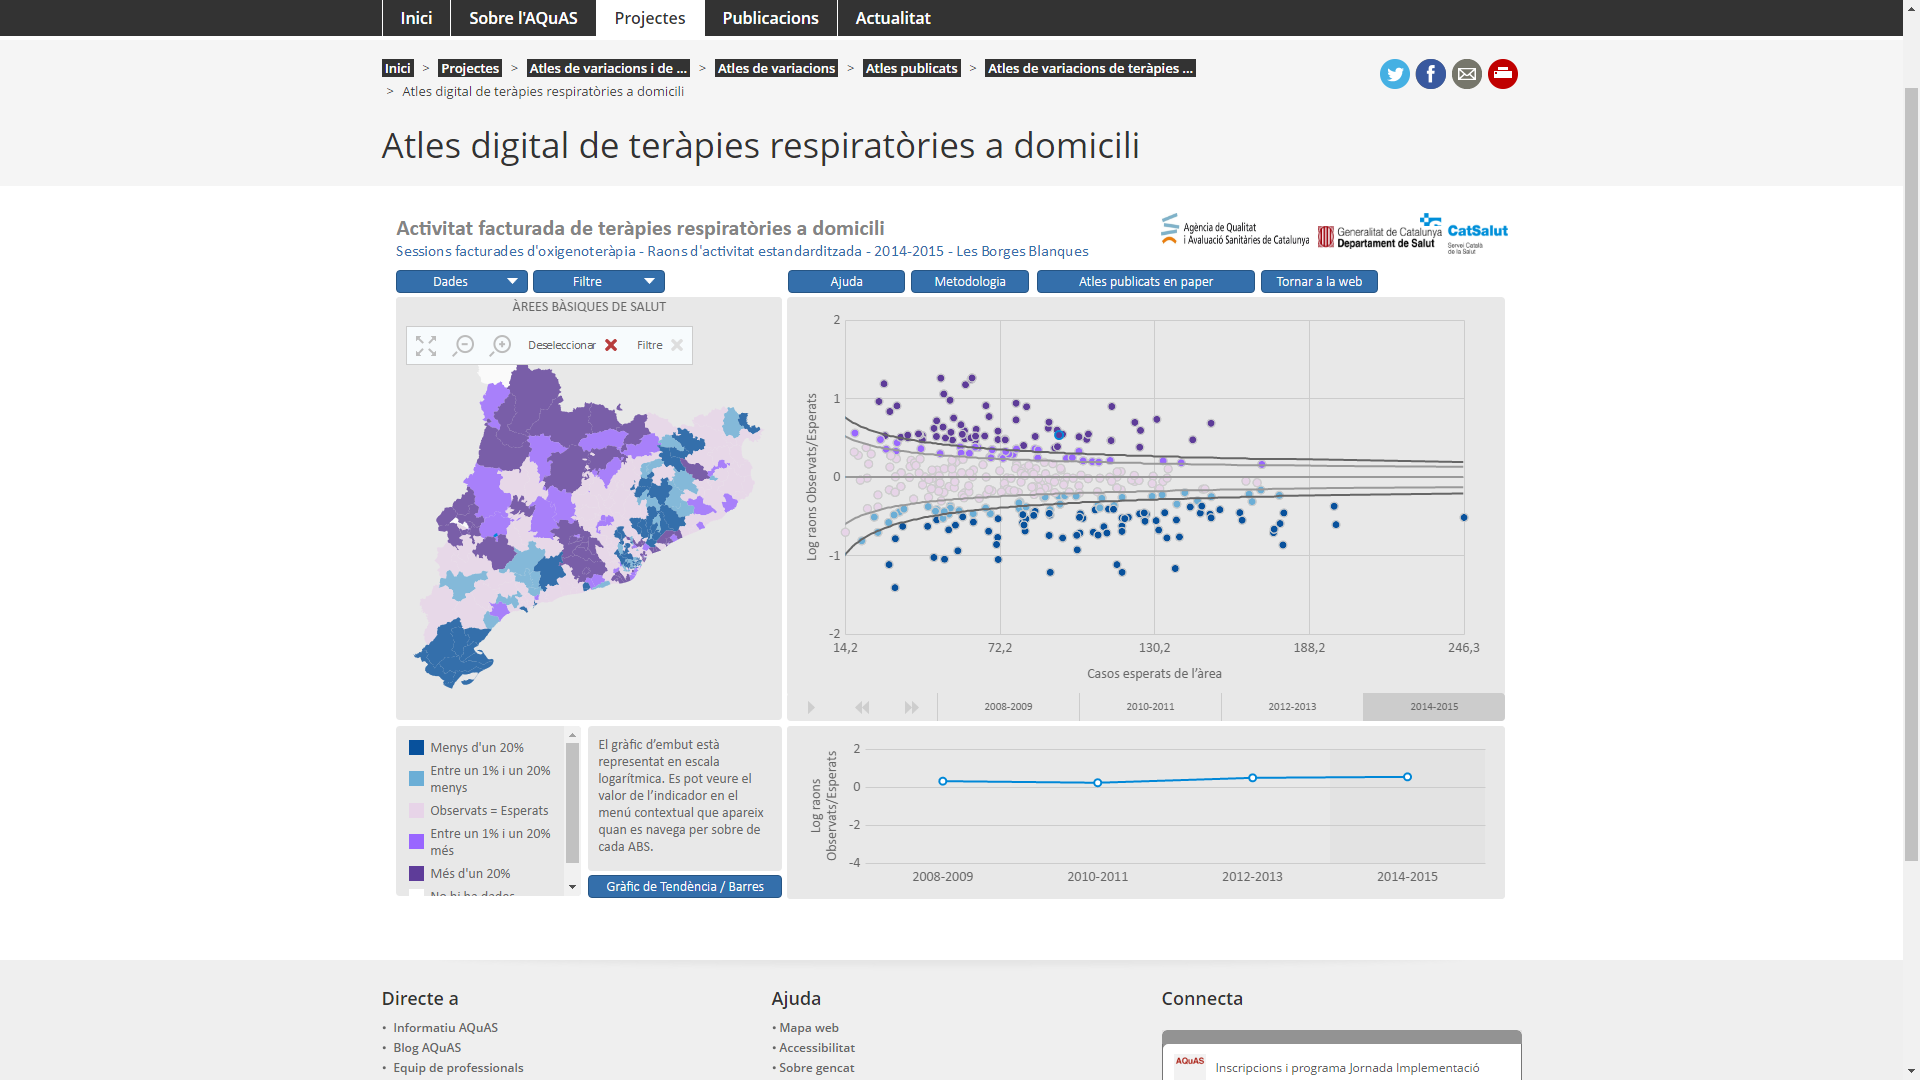 Inici
Sobre l'AQuAS
Projectes
Publicacions
Actualitat
Inici > Projectes > Atles de variacions i de ... > Atles de variacions > Atles publicats > Atles de variacions de teràpies ...
> Atles digital de teràpies respiratòries a domicili
Atles digital de teràpies respiratòries a domicili
Activitat facturada de teràpies respiratòries a domicili
Sessions facturades d'oxigenoteràpia - Raons d'activitat estandarditzada - 2014-2015 - Les Borges Blanques
Agència de Qualitat
i Avaluació Sanitàries de Catalunya
Generalitat de Catalunya
Departament de Salut
CatSalut
Servei Català
de la Salut
Dades
Filtre
Ajuda
Metodologia
Atles publicats en paper
Tornar a la web
ÀREES BÀSIQUES DE SALUT
Deseleccionar
Filtre
Log raons Observats/Esperats
2
1
0
-1
-2
14,2
72,2
130,2
188,2
246,3
Casos esperats de l'àrea
2008-2009
2010-2011
2012-2013
2014-2015
Menys d'un 20%
Entre un 1% i un 20%
menys
Observats = Esperats
Entre un 1% i un 20%
més
Més d'un 20%
No hi ha dades
El gràfic d'embut està
representat en escala
logarítmica. Es pot veure el
valor de l'indicador en el
menú contextual que apareix
quan es navega per sobre de
cada ABS.
Gràfic de Tendència / Barres
Log raons
Observats/Esperats
2
0
-2
-4
2008-2009
2010-2011
2012-2013
2014-2015
Directe a
• Informatiu AQuAS
• Blog AQuAS
• Equip de professionals
Ajuda
• Mapa web
• Accessibilitat
• Sobre gencat
Connecta
AQuAS
Inscripcions i programa Jornada Implementació